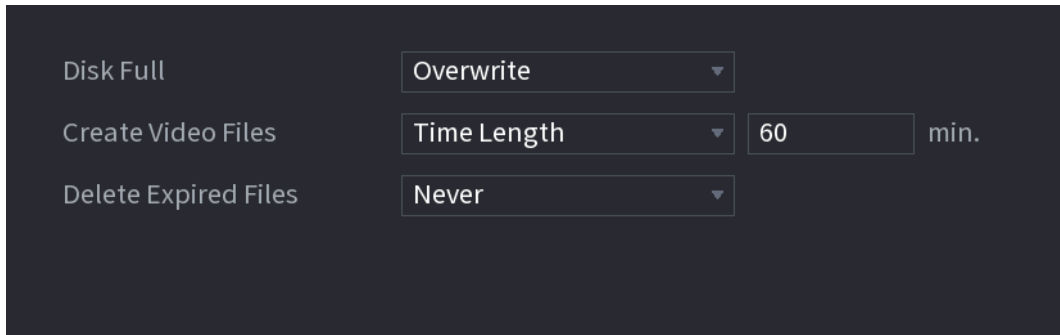 Disk Full Overwrite
Create Video Files Time Length 60 min.
Delete Expired Files Never